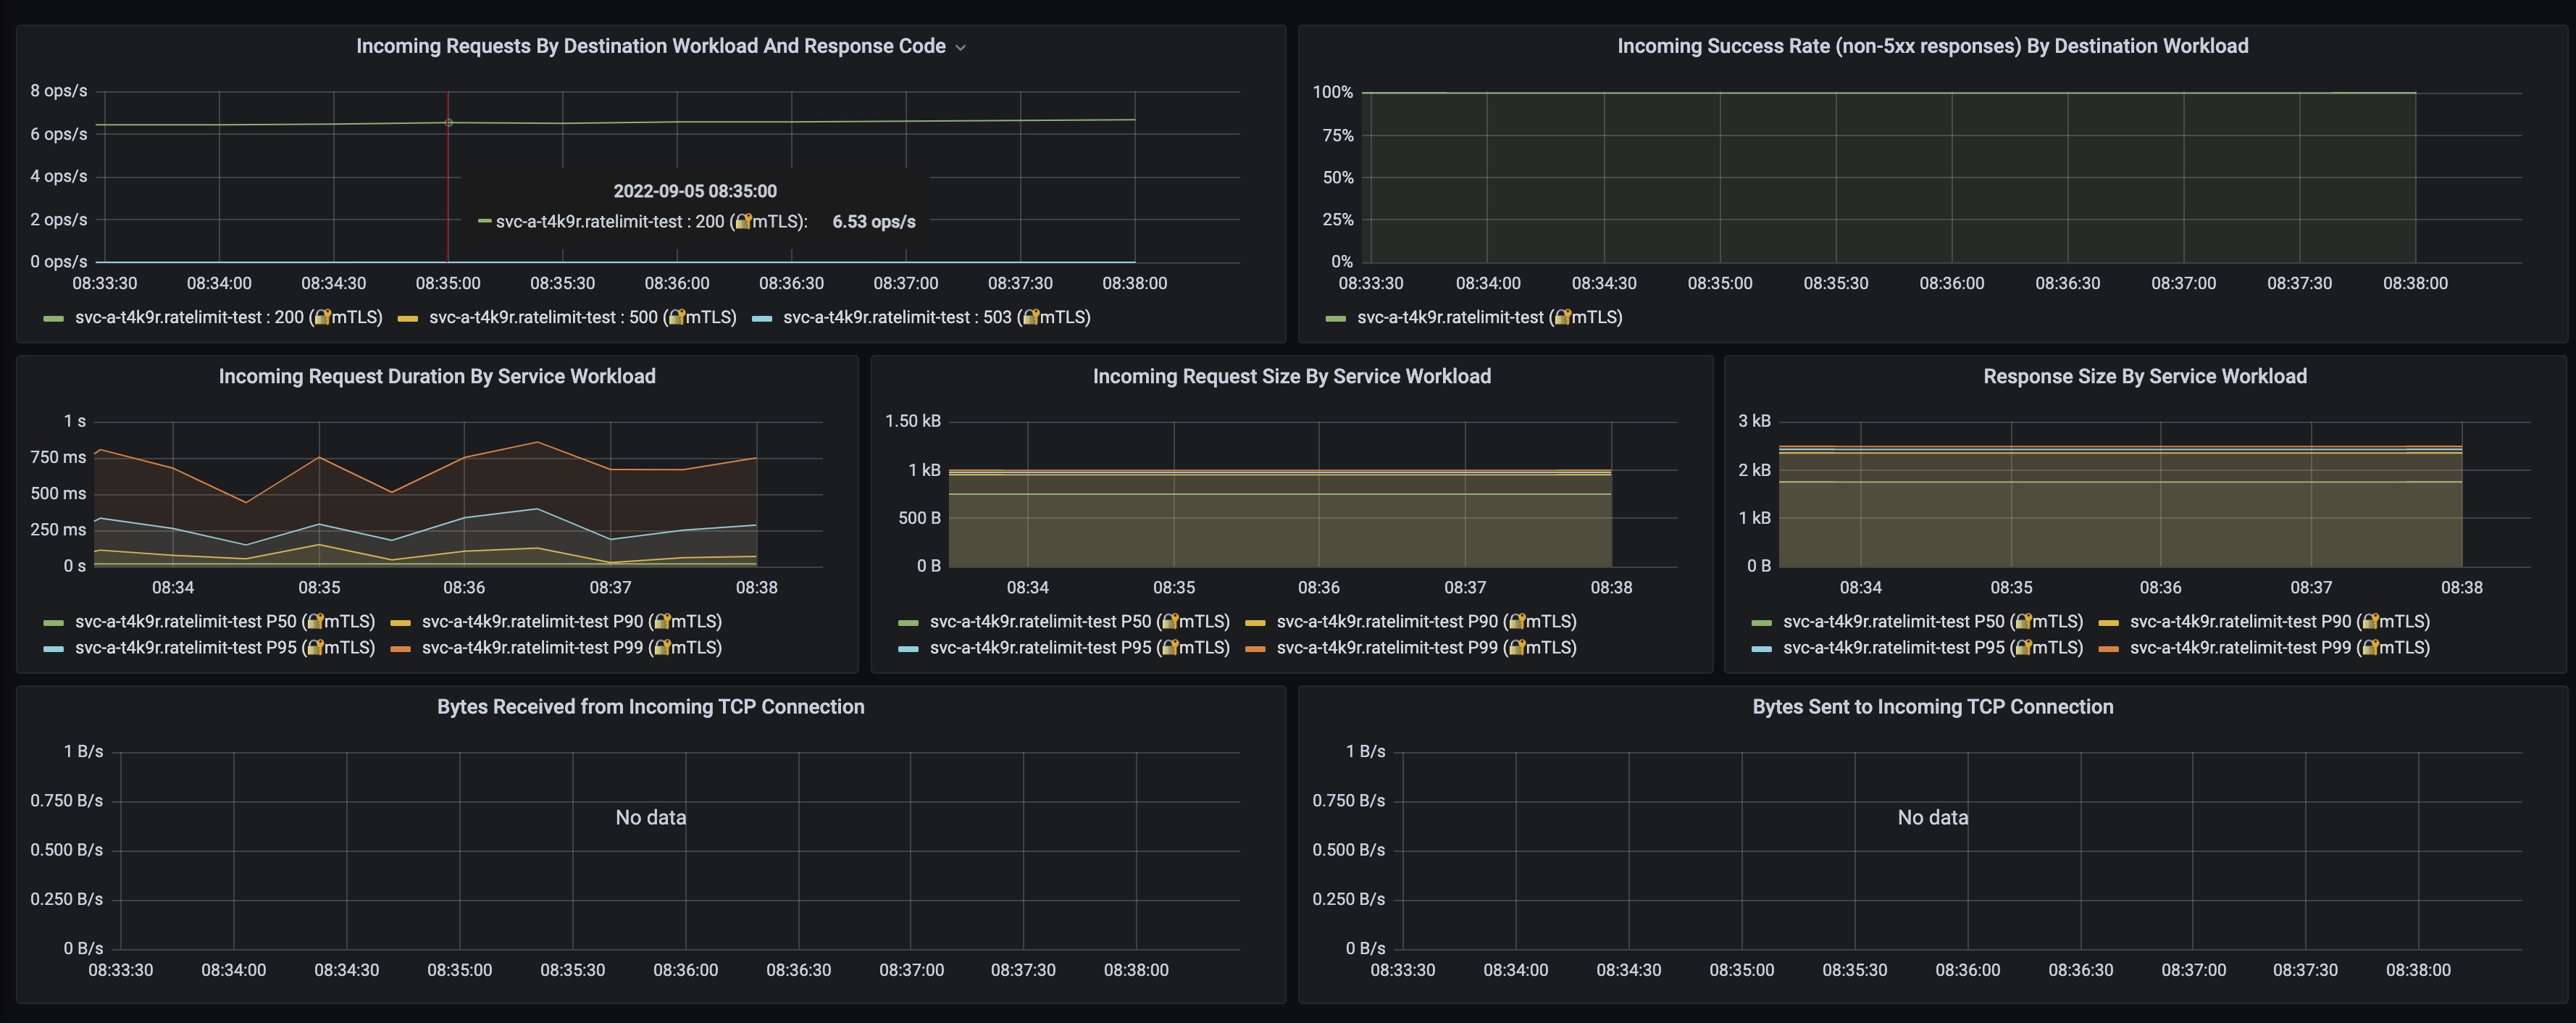 Incoming Requests By Destination Workload And Response Code
8 ops/s
6 ops/s
4 ops/s
2 ops/s
0 ops/s
2022-09-05 08:35:00
svc-a-t4k9r.ratelimit-test : 200 (🔐mTLS): 6.53 ops/s
08:33:30 08:34:00 08:34:30 08:35:00 08:35:30 08:36:00 08:36:30 08:37:00 08:37:30 08:38:00
svc-a-t4k9r.ratelimit-test : 200 (🔐mTLS) svc-a-t4k9r.ratelimit-test : 500 (🔐mTLS) svc-a-t4k9r.ratelimit-test : 503 (🔐mTLS)
Incoming Success Rate (non-5xx responses) By Destination Workload
100%
75%
50%
25%
0%
08:33:30 08:34:00 08:34:30 08:35:00 08:35:30 08:36:00 08:36:30 08:37:00 08:37:30 08:38:00
svc-a-t4k9r.ratelimit-test (🔐mTLS)
Incoming Request Duration By Service Workload
1 s
750 ms
500 ms
250 ms
0 s
08:34 08:35 08:36 08:37 08:38
svc-a-t4k9r.ratelimit-test P50 (🔐mTLS) svc-a-t4k9r.ratelimit-test P90 (🔐mTLS)
svc-a-t4k9r.ratelimit-test P95 (🔐mTLS) svc-a-t4k9r.ratelimit-test P99 (🔐mTLS)
Incoming Request Size By Service Workload
1.50 kB
1 kB
500 B
0 B
08:34 08:35 08:36 08:37 08:38
svc-a-t4k9r.ratelimit-test P50 (🔐mTLS) svc-a-t4k9r.ratelimit-test P90 (🔐mTLS)
svc-a-t4k9r.ratelimit-test P95 (🔐mTLS) svc-a-t4k9r.ratelimit-test P99 (🔐mTLS)
Response Size By Service Workload
3 kB
2 kB
1 kB
0 B
08:34 08:35 08:36 08:37 08:38
svc-a-t4k9r.ratelimit-test P50 (🔐mTLS) svc-a-t4k9r.ratelimit-test P90 (🔐mTLS)
svc-a-t4k9r.ratelimit-test P95 (🔐mTLS) svc-a-t4k9r.ratelimit-test P99 (🔐mTLS)
Bytes Received from Incoming TCP Connection
1 B/s
0.750 B/s
No data
0.500 B/s
0.250 B/s
0 B/s
08:33:30 08:34:00 08:34:30 08:35:00 08:35:30 08:36:00 08:36:30 08:37:00 08:37:30 08:38:00
Bytes Sent to Incoming TCP Connection
1 B/s
0.750 B/s
No data
0.500 B/s
0.250 B/s
0 B/s
08:33:30 08:34:00 08:34:30 08:35:00 08:35:30 08:36:00 08:36:30 08:37:00 08:37:30 08:38:00